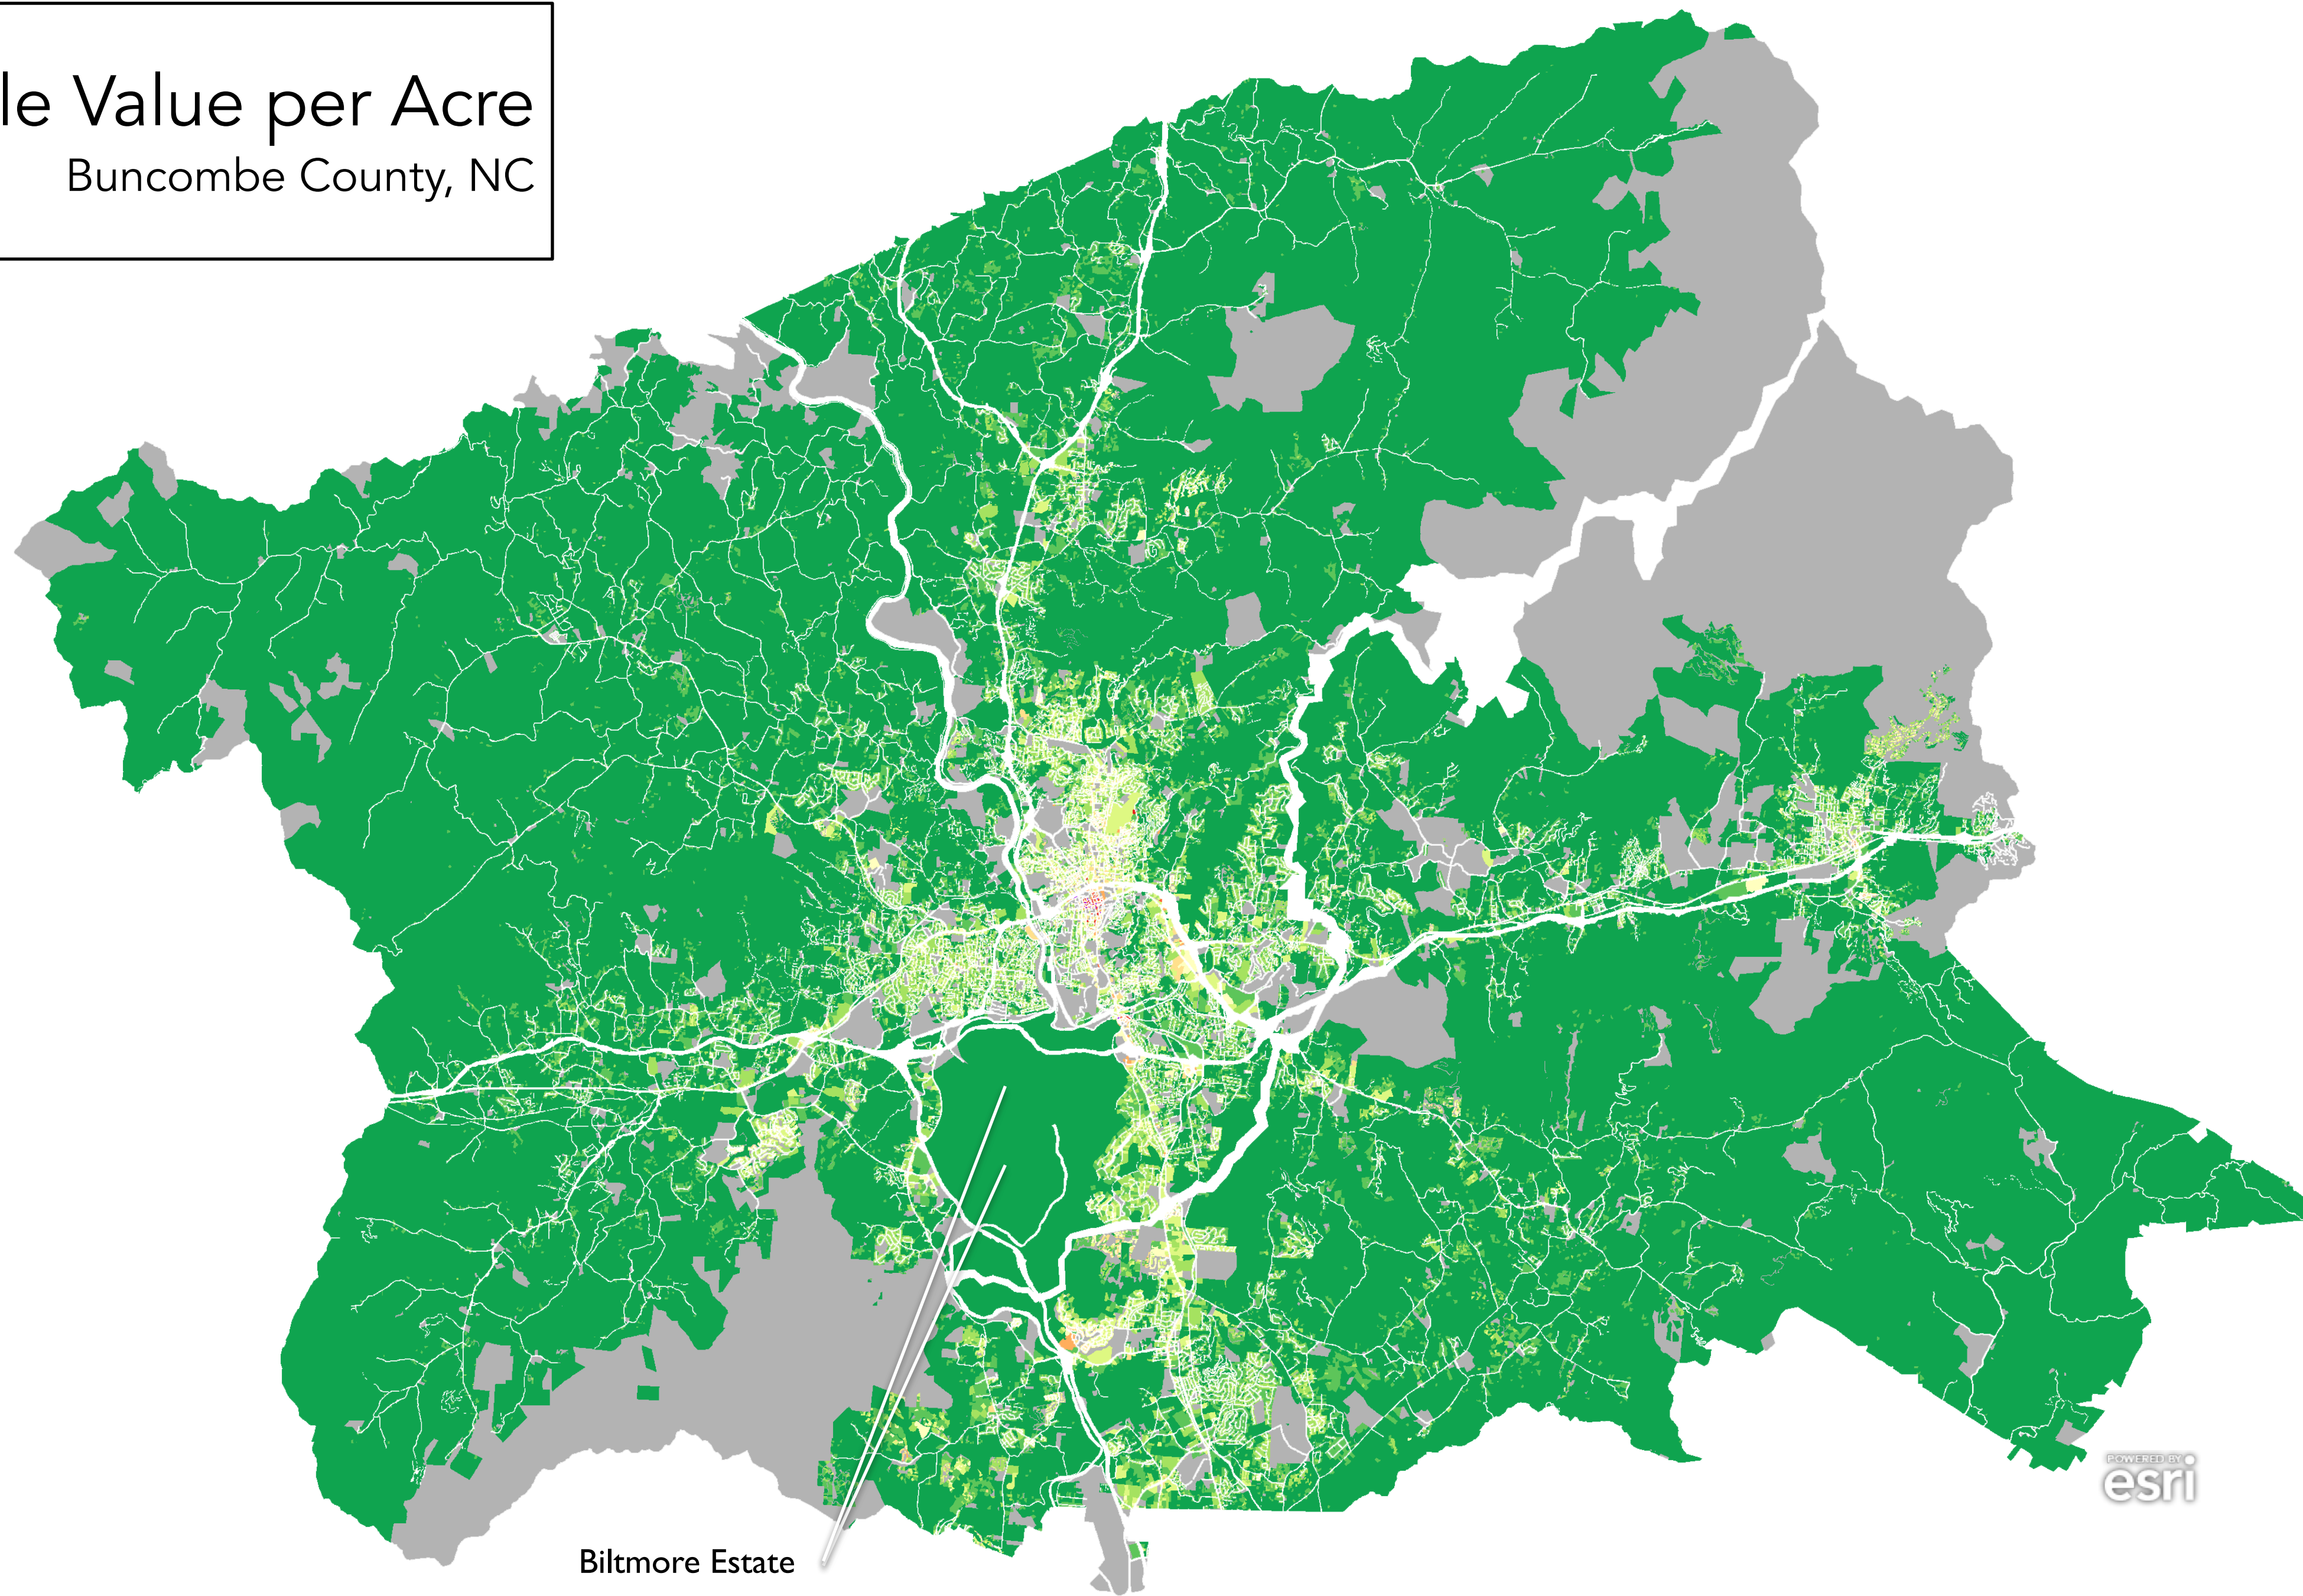 le Value per Acre
Buncombe County, NC
Biltmore Estate
POWERED BY
esri